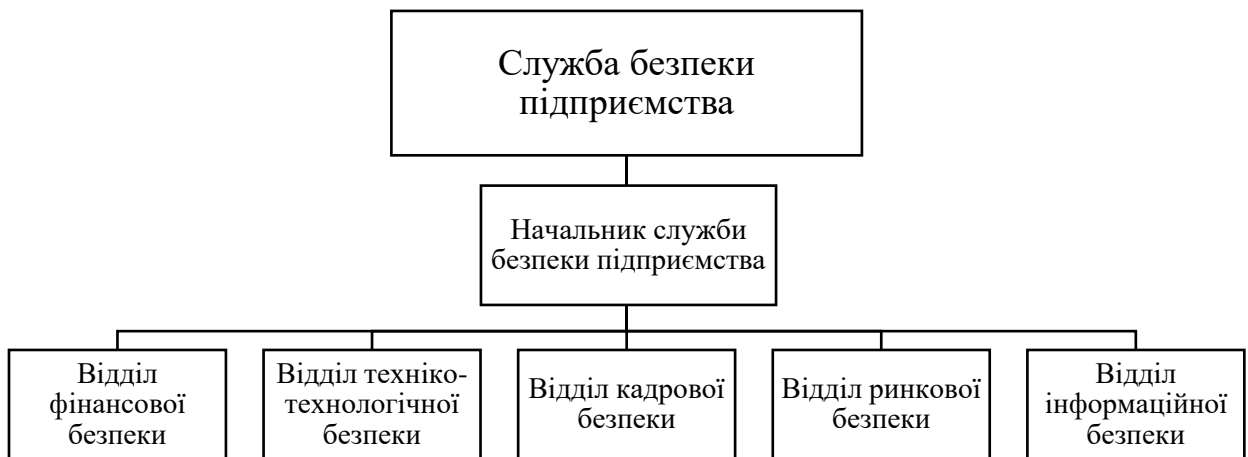 Служба безпеки
підприємства
Начальник служби
безпеки підприємства
Відділ
фінансової
безпеки
Відділ техніко-
технологічної
безпеки
Відділ кадрової
безпеки
Відділ ринкової
безпеки
Відділ
інформаційної
безпеки